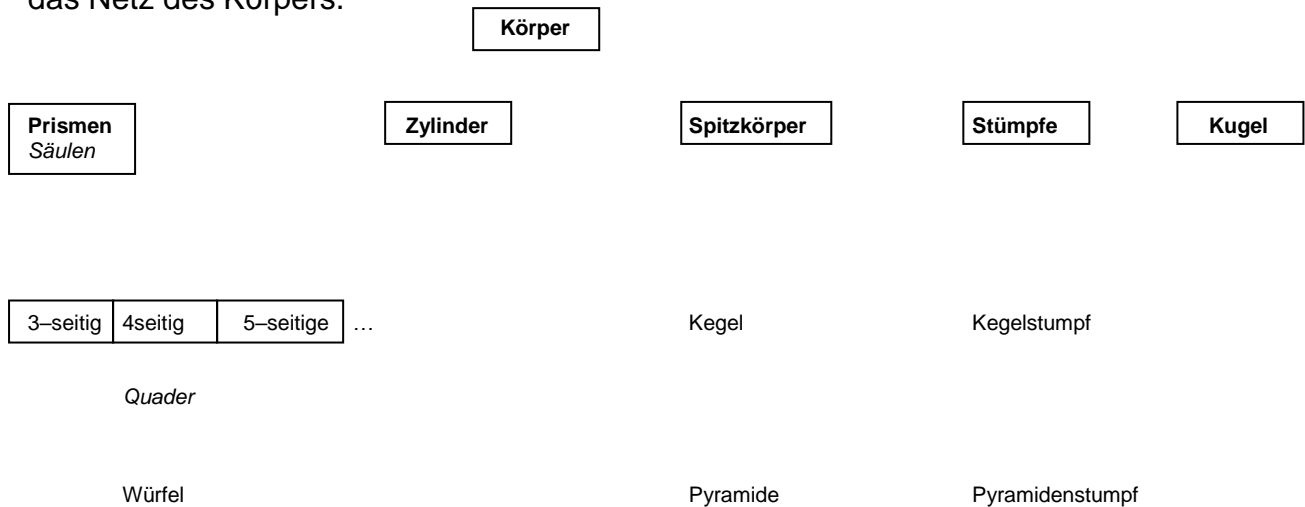 das Netz des Körpers.
Körper
Prismen
Säulen
Zylinder
Spitzkörper
Stümpfe
Kugel
3–seitig
4seitig
5–seitige
…
Kegel
Kegelstumpf
Quader
Würfel
Pyramide
Pyramidenstumpf